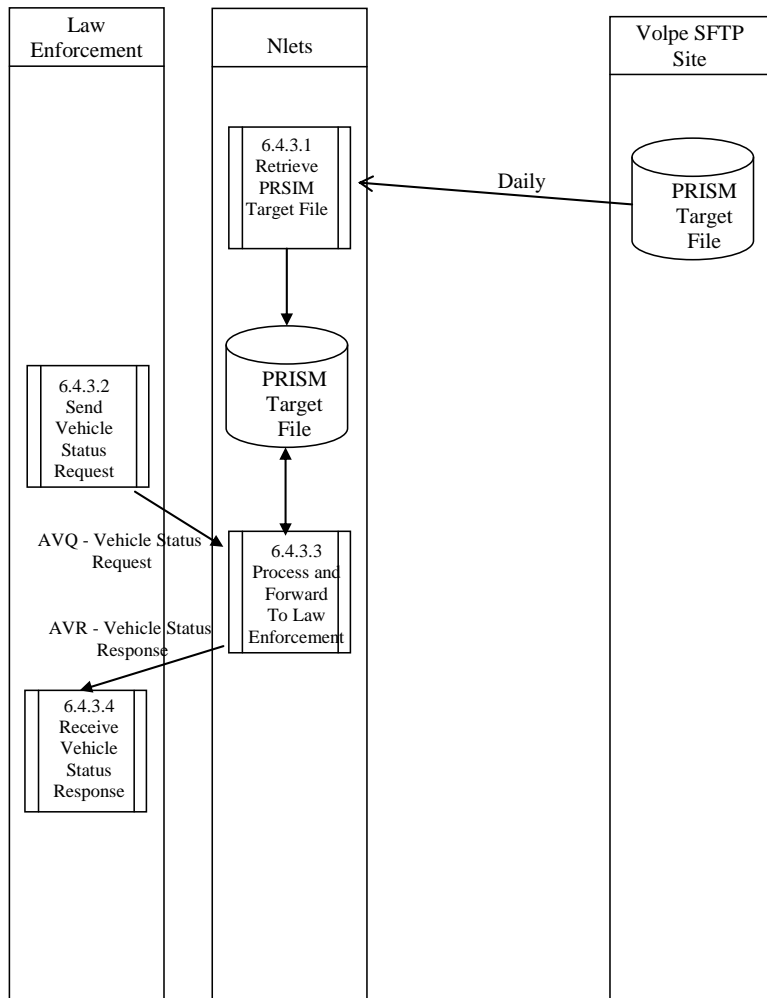 Law
Enforcement
Nlets
Volpe SFTP
Site
6.4.3.1
Retrieve
PRSIM
Target File
Daily
PRISM
Target
File
PRISM
Target
File
6.4.3.2
Send
Vehicle
Status
Request
AVQ - Vehicle Status
Request
6.4.3.3
Process and
Forward
To Law
Enforcement
AVR - Vehicle Status
Response
6.4.3.4
Receive
Vehicle
Status
Response